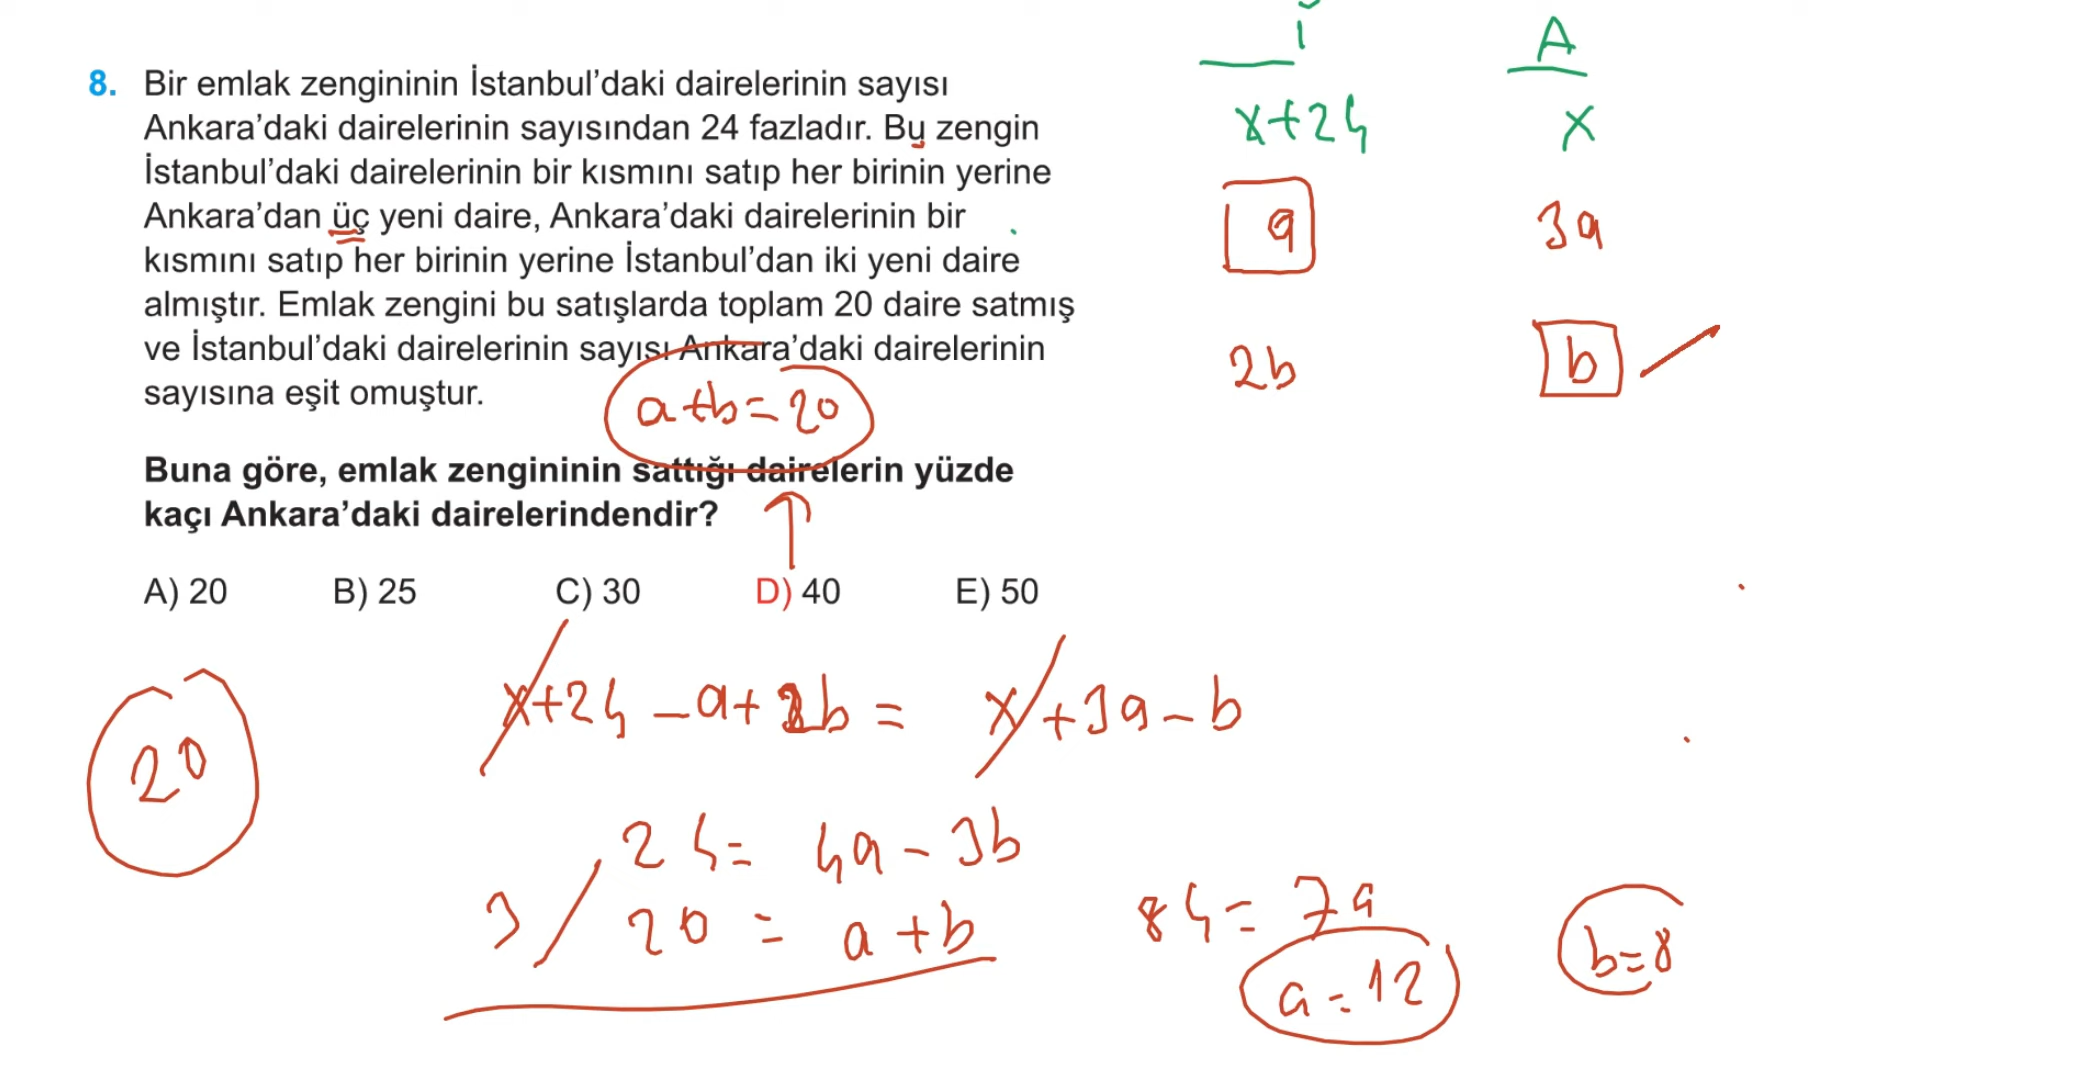 8. Bir emlak zengininin İstanbul'daki dairelerinin sayısı
Ankara'daki dairelerinin sayısından 24 fazladır. Bu zengin
İstanbul'daki dairelerinin bir kısmını satıp her birinin yerine
Ankara'dan üç yeni daire, Ankara'daki dairelerinin bir
kısmını satıp her birinin yerine İstanbul'dan iki yeni daire
almıştır. Emlak zengini bu satışlarda toplam 20 daire satmış
ve İstanbul'daki dairelerinin sayısı Ankara'daki dairelerinin
sayısına eşit omuştur.
a+b=20
Buna göre, emlak zengininin sattığı dairelerin yüzde
kaçı Ankara'daki dairelerindendir?
A) 20 B) 25 C) 30 D) 40 E) 50
İ A
x+24 x
a 3a
2b b
x+24-a+2b= x+3a-b
20
24= 4a-3b
3/ 20 = a+b
84=7a
a=12
b=8